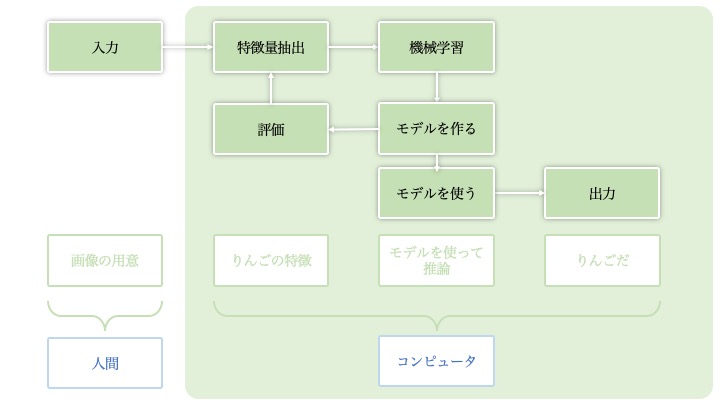 入力
特徴量抽出
機械学習
評価
モデルを作る
モデルを使う
出力
画像の用意
りんごの特徴
モデルを使って
推論
りんごだ
人間
コンピュータ